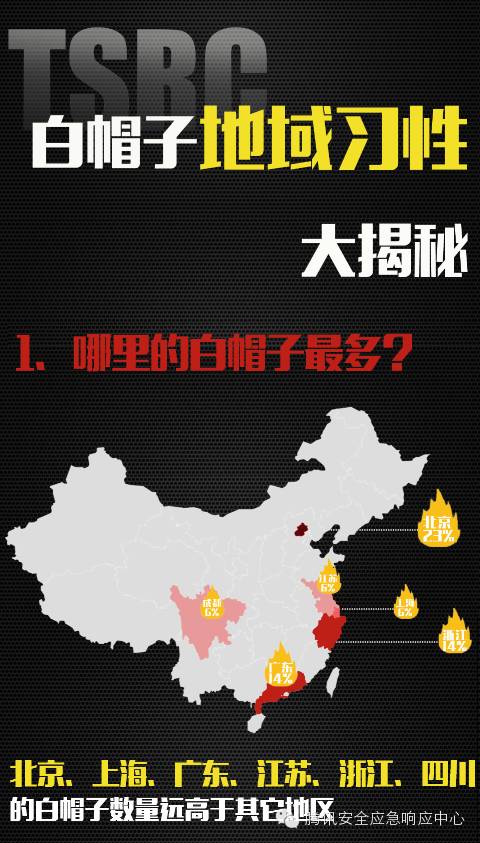 TSRC
白帽子地域习性
大揭秘
1、哪里的白帽子最多？
北京
23%
江苏
6%
成都
6%
上海
6%
浙江
14%
广东
14%
北京、上海、广东、江苏、浙江、四川
的白帽子数量远高于其它地区
腾讯安全应急响应中心